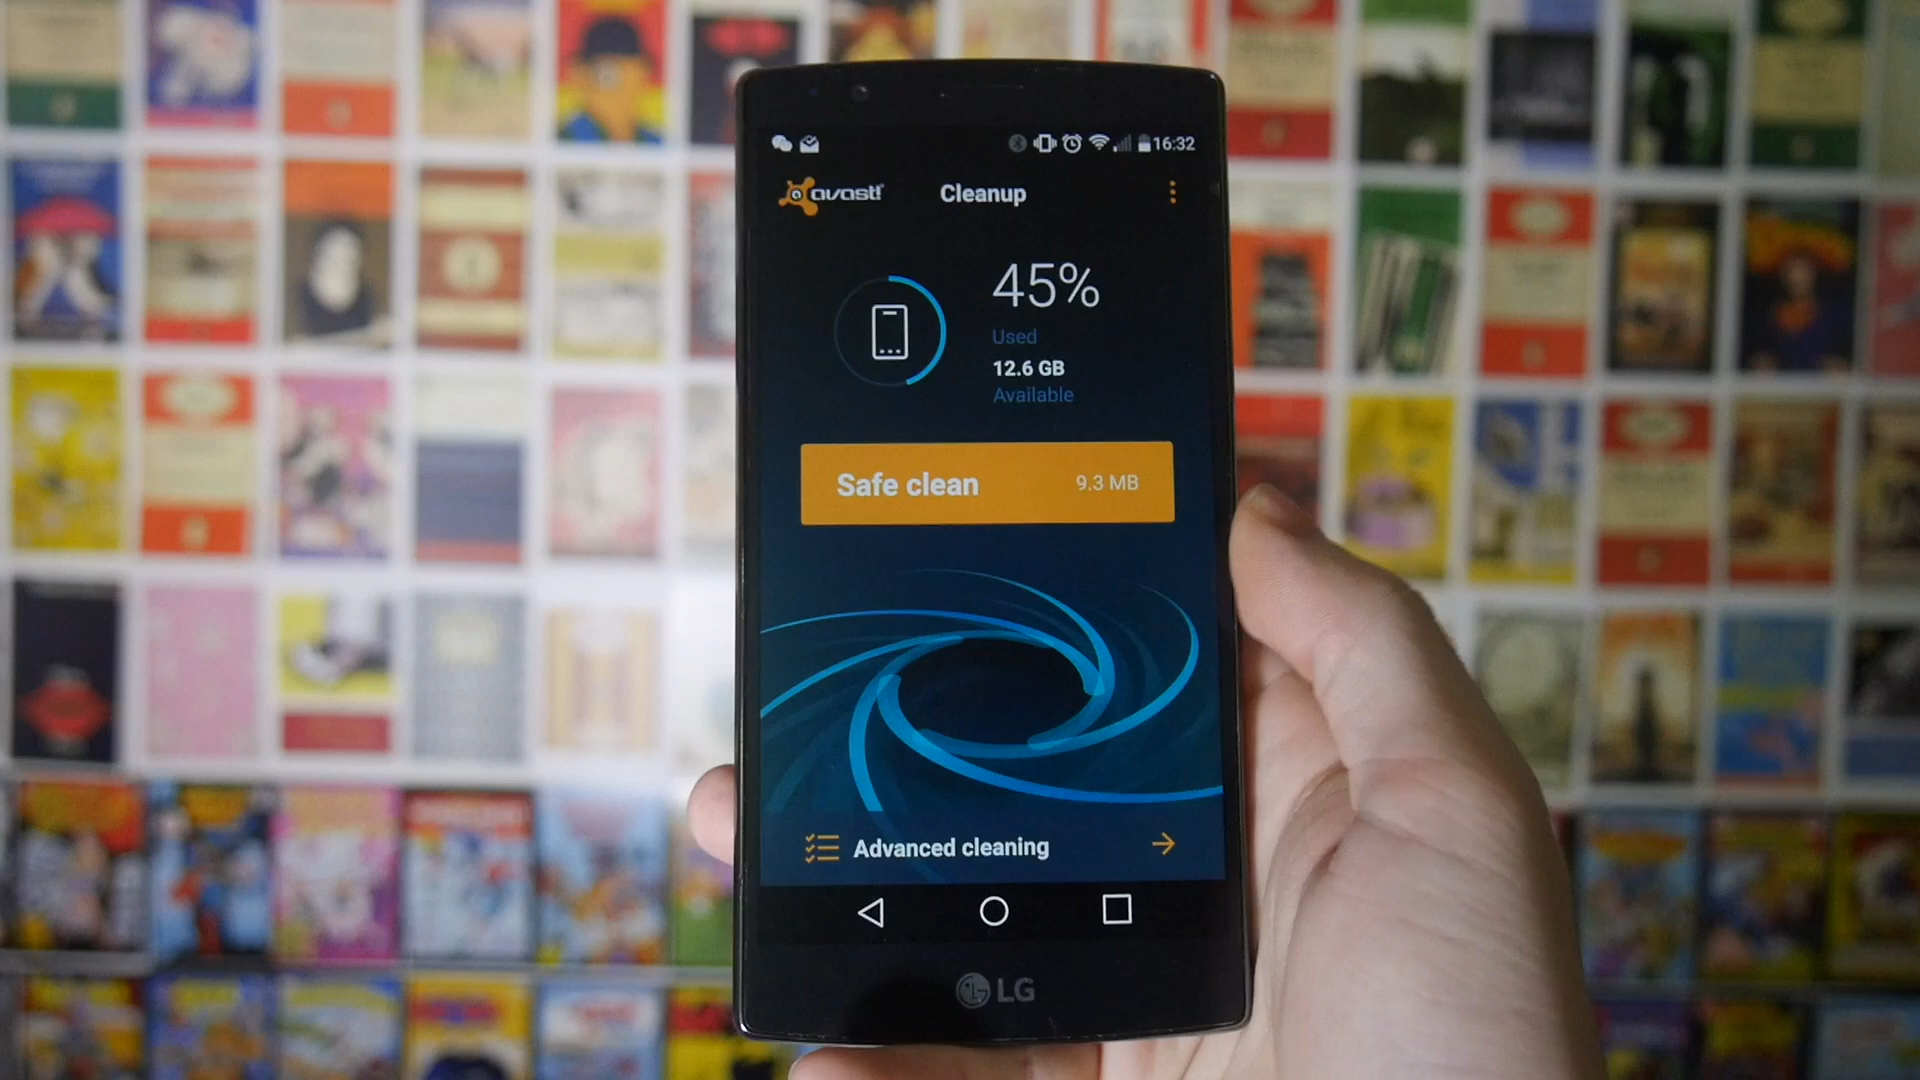 16:32
avast!
Cleanup
45%
Used
12.6 GB
Available
Safe clean 9.3 MB
Advanced cleaning
LG